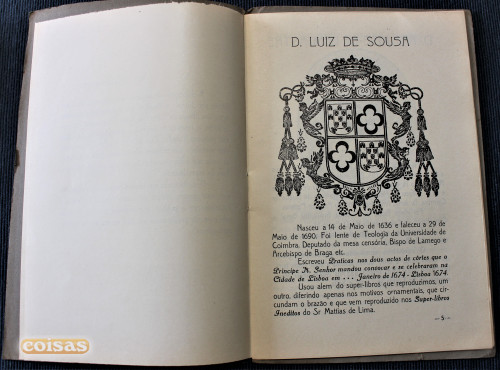 D. LUIZ DE SOUSA
Nasceu a 14 de Maio de 1636 e faleceu a 29 de
Maio de 1690. Foi lente de Teologia da Universidade de
Coimbra. Deputado da mesa censória, Bispo de Lamego e
Arcebispo de Braga etc.
Escreveu Praticas nos dous actos de côrtes que o
Principe N. Senhor mandou convocar e se celebraram na
Cidade de Lisboa em . . . Janeiro de 1674 - Lisboa 1674.
Usou alem do super-libros que reproduzimos, um
outro, diferindo apenas nos motivos ornamentais, que cir-
cundam o brazão e que vem reproduzido nos Super-libros
Ineditos do Sr Mattias de Lima.
— 5 —
coisas